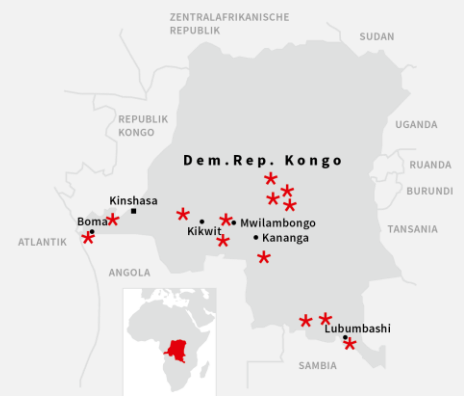 ZENTRALAFRIKANISCHE
REPUBLIK
SUDAN
REPUBLIK
KONGO
UGANDA
Dem.Rep. Kongo
RUANDA
BURUNDI
Kinshasa
Boma
Mwilambongo
Kikwit
TANSANIA
Kananga
ATLANTIK
ANGOLA
Lubumbashi
SAMBIA